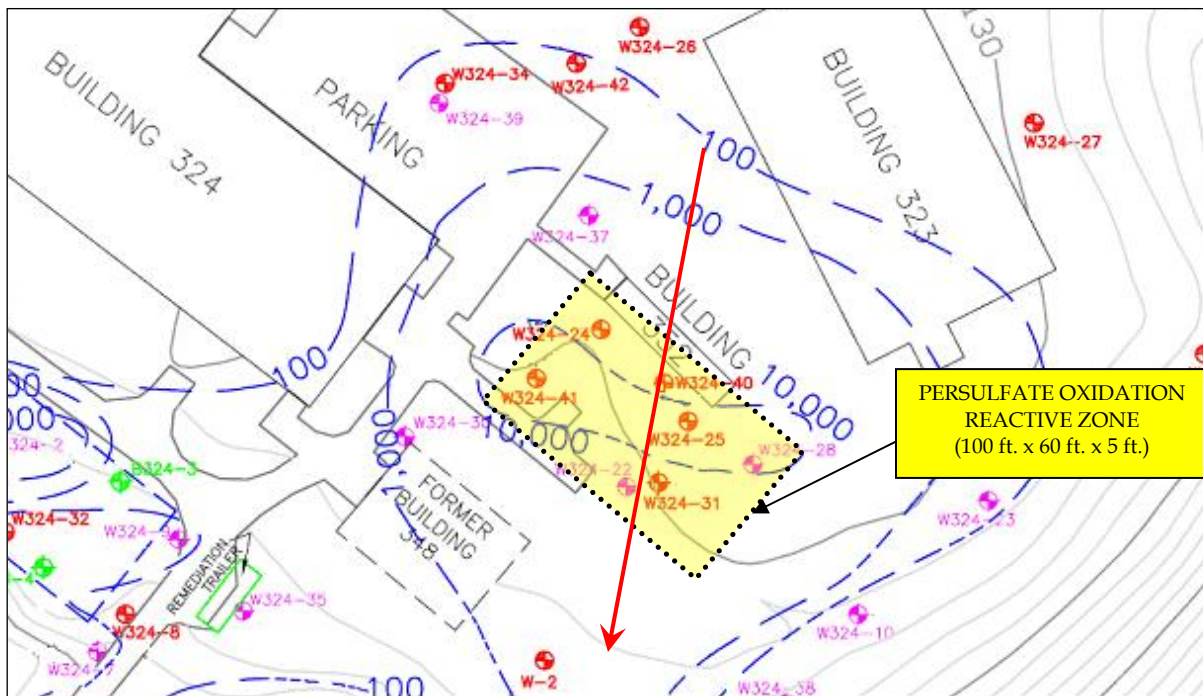 W324-26
W324-34
W324-42
W324-39
130
W324-27
BUILDING 324
PARKING
BUILDING 323
100
1,000
W324-37
BUILDING
W324-24
100
W324-41
W324-40
10,000
PERSULFATE OXIDATION
REACTIVE ZONE
(100 ft. x 60 ft. x 5 ft.)
W324-25
10,000
W324-28
W324-22
W324-31
B324-3
FORMER
BUILDING
348
W324-23
W324-32
REMEDIATION
TRAILER
W324-35
W324-8
W324-10
W-2
100